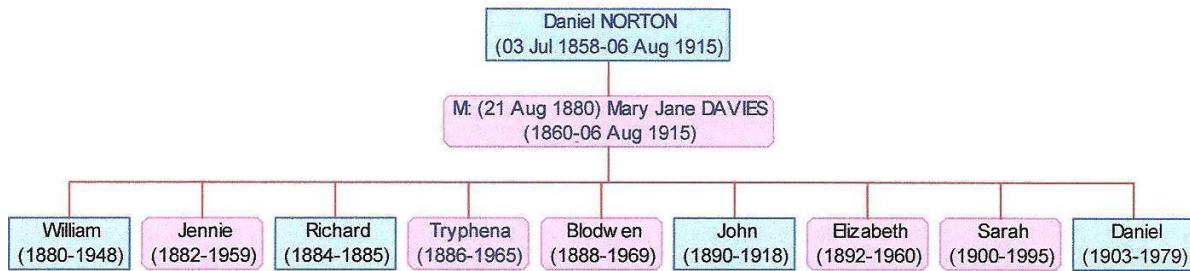 Daniel NORTON
(03 Jul 1858-06 Aug 1915)
M: (21 Aug 1880) Mary Jane DAVIES
(1860-06 Aug 1915)
William
(1880-1948)
Jennie
(1882-1959)
Richard
(1884-1885)
Tryphena
(1886-1965)
Blodwen
(1888-1969)
John
(1890-1918)
Elizabeth
(1892-1960)
Sarah
(1900-1995)
Daniel
(1903-1979)